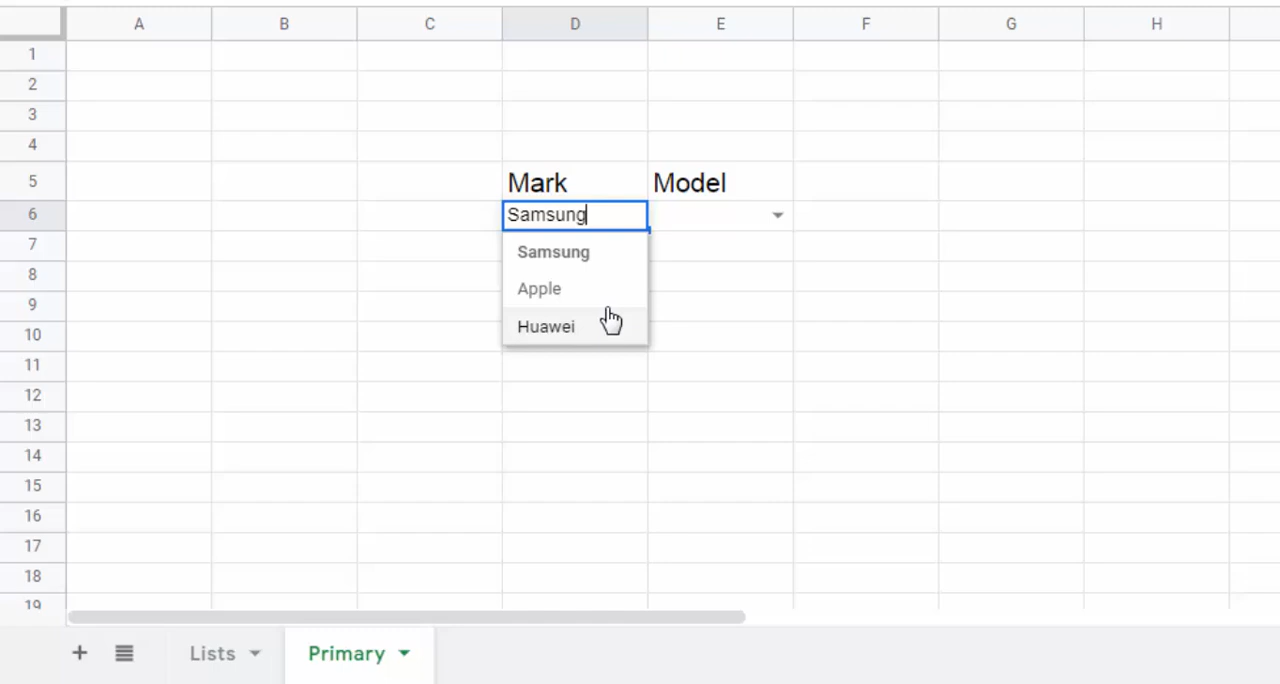 A B C D E F G H
1
2
3
4
5 Mark Model
6 Samsung
7
Samsung
8
Apple
9
Huawei
10
11
12
13
14
15
16
17
18
19
+ Lists Primary